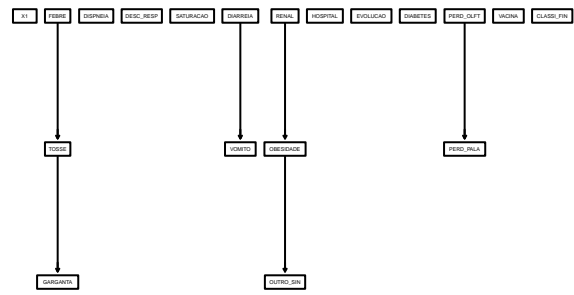 X1 FEBRE DISPNEIA DESC_RESP SATURACAO DIARREIA RENAL HOSPITAL EVOLUCAO DIABETES PERD_OLFT VACINA CLASSI_FIN
TOSSE VOMITO OBESIDADE PERD_PALA
GARGANTA OUTRO_SIN